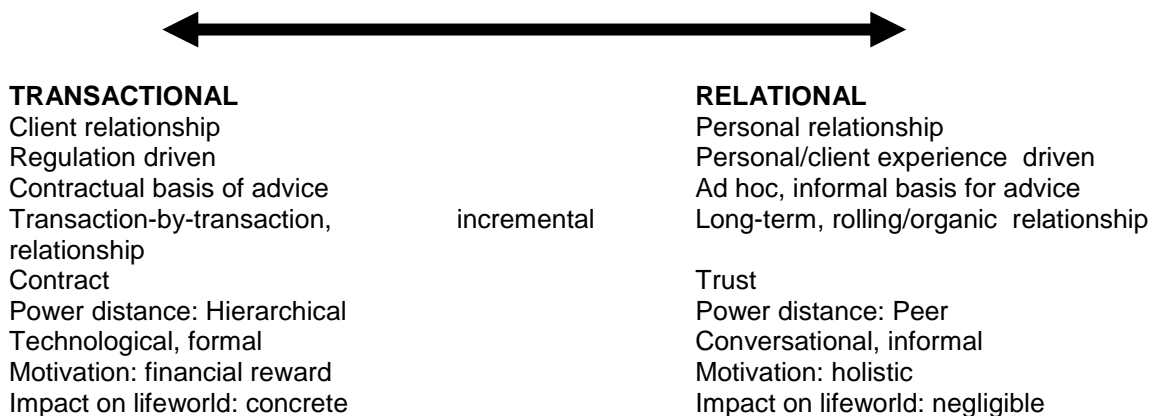 TRANSACTIONAL
Client relationship
Regulation driven
Contractual basis of advice
Transaction-by-transaction, incremental
relationship
Contract
Power distance: Hierarchical
Technological, formal
Motivation: financial reward
Impact on lifeworld: concrete
RELATIONAL
Personal relationship
Personal/client experience driven
Ad hoc, informal basis for advice
Long-term, rolling/organic relationship
Trust
Power distance: Peer
Conversational, informal
Motivation: holistic
Impact on lifeworld: negligible